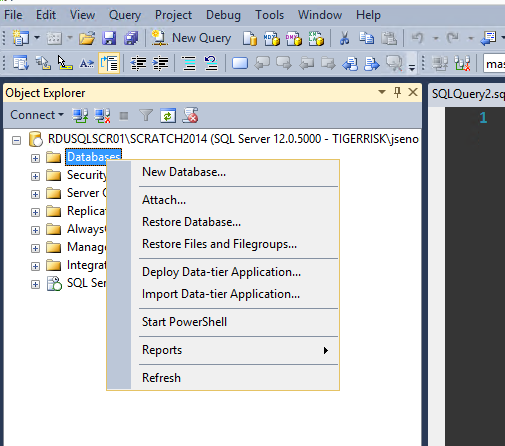 File Edit View Query Project Debug Tools Window Help
New Query
MDX DMX XMLA
mas
Object Explorer
SQLQuery2.sq
Connect
1
RDUSQLSCR01\SCRATCH2014 (SQL Server 12.0.5000 - TIGERRISK\jseno
Databases
Security
Server O
Replicat
AlwaysO
Manage
Integrat
SQL Ser
New Database...
Attach...
Restore Database...
Restore Files and Filegroups...
Deploy Data-tier Application...
Import Data-tier Application...
Start PowerShell
Reports
Refresh